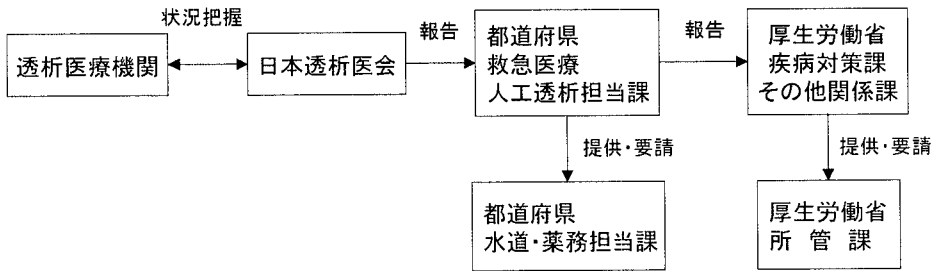 状況把握
透析医療機関
日本透析医会
報告
都道府県
救急医療
人工透析担当課
報告
厚生労働省
疾病対策課
その他関係課
提供・要請
提供・要請
都道府県
水道・薬務担当課
厚生労働省
所管課